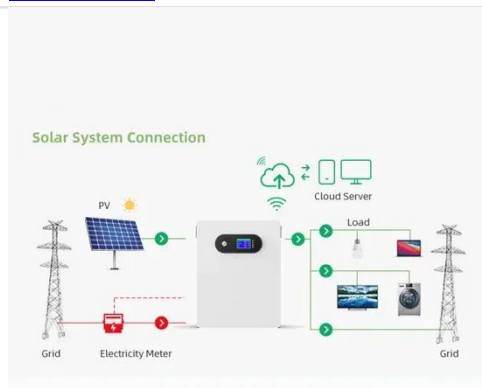 Solar System Connection
Cloud Server
PV
Load
Grid
Electricity Meter
Grid